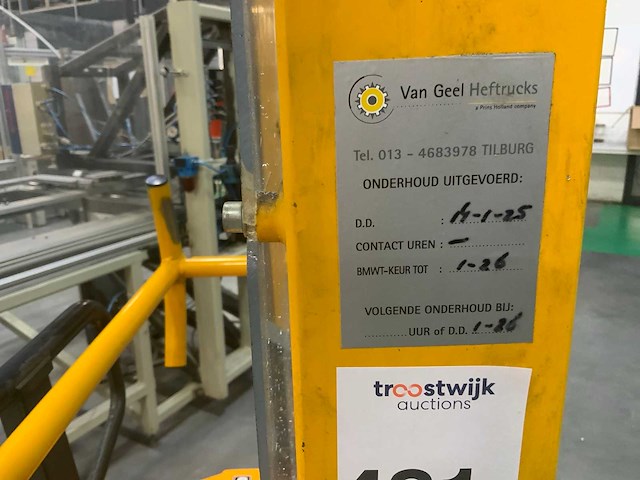 Van Geel Heftrucks
a Pons Holland company
Tel. 013 - 4683978 TILBURG
ONDERHOUD UITGEVOERD:
D.D. : 14-1-25
CONTACT UREN : –
BMWT-KEUR TOT : 1-26
VOLGENDE ONDERHOUD BIJ:
............ UUR of D.D. 1-26
troostwijk
auctions